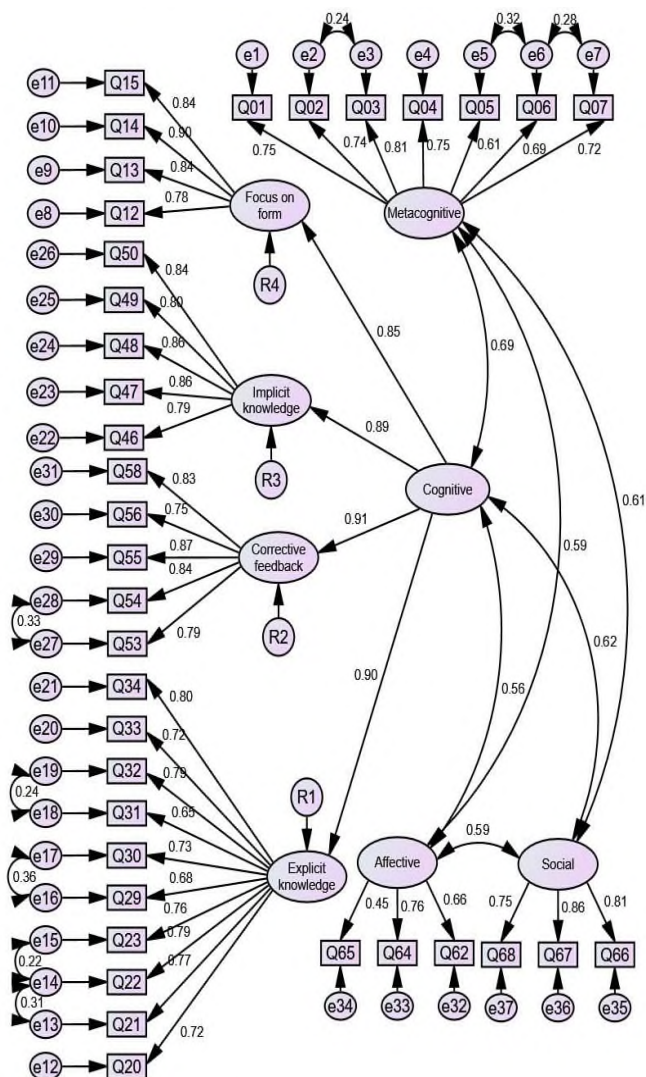 0.24 0.32 0.28
e1 e2 e3 e4 e5 e6 e7
Q01 Q02 Q03 Q04 Q05 Q06 Q07
0.75 0.74 0.81 0.75 0.61 0.69 0.72
Metacognitive
e11 Q15 0.84
e10 Q14 0.90
e9 Q13 0.84
e8 Q12 0.78
Focus on
form
R4
e26 Q50 0.84
e25 Q49 0.80
e24 Q48 0.86
e23 Q47 0.86
e22 Q46 0.79
Implicit
knowledge
R3
0.85
0.89
0.69
Cognitive
e31 Q58 0.83
e30 Q56 0.75
e29 Q55 0.87
e28 Q54 0.84
0.33
e27 Q53 0.79
Corrective
feedback
R2
0.91
0.61
0.59
0.62
0.56
0.90
e21 Q34 0.80
e20 Q33 0.72
e19 Q32 0.79
0.24
e18 Q31 0.65
e17 Q30 0.73
0.36
e16 Q29 0.68
e15 Q23 0.76
0.22
e14 Q22 0.79
0.31
e13 Q21 0.77
e12 Q20 0.72
R1
Explicit
knowledge
Affective 0.59 Social
0.45 0.76 0.66 0.75 0.86 0.81
Q65 Q64 Q62 Q68 Q67 Q66
e34 e33 e32 e37 e36 e35